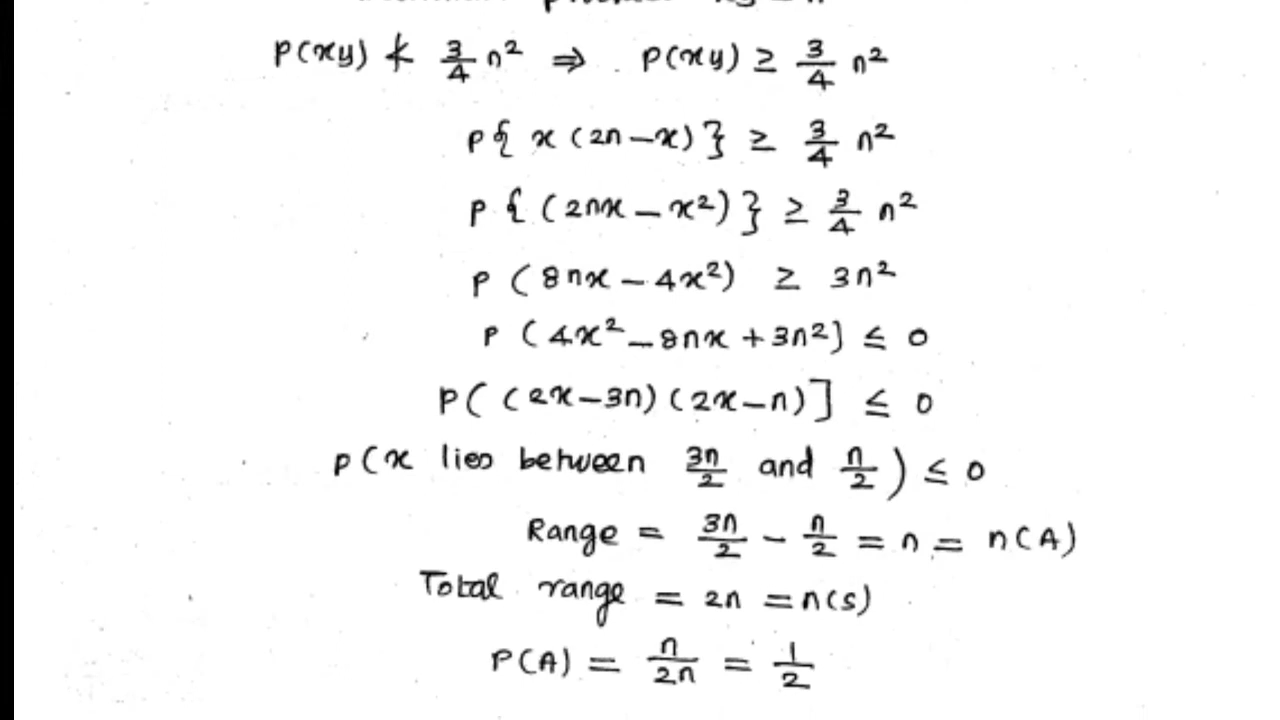 P(xy) ≮ 3/4 n² ⇒ P(xy) ≥ 3/4 n²
P{ x (2n – x) } ≥ 3/4 n²
P { (2nx – x²) } ≥ 3/4 n²
P ( 8nx – 4x²) ≥ 3n²
P ( 4x² – 8nx + 3n²] ≤ 0
P( (2x – 3n) (2x – n) ] ≤ 0
P(x lies between 3n/2 and n/2 ) ≤ 0
Range = 3n/2 – n/2 = n = n(A)
Total range = 2n = n(s)
P(A) = n/2n = 1/2